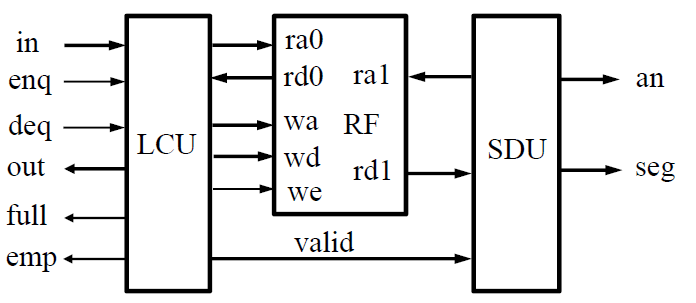 in
enq
deq
out
full
emp
LCU
ra0
rd0
wa
wd
we
ra1
RF
rd1
valid
SDU
an
seg